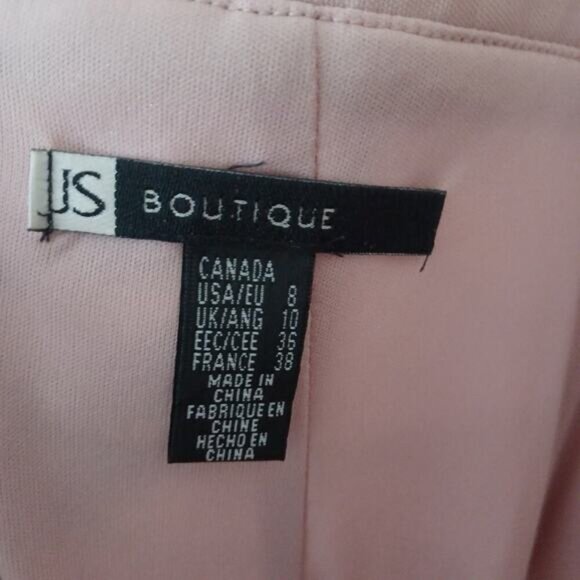 JS BOUTIQUE
CANADA
USA/EU 8
UK/ANG 10
EEC/CEE 36
FRANCE 38
MADE IN
CHINA
FABRIQUE EN
CHINE
HECHO EN
CHINA